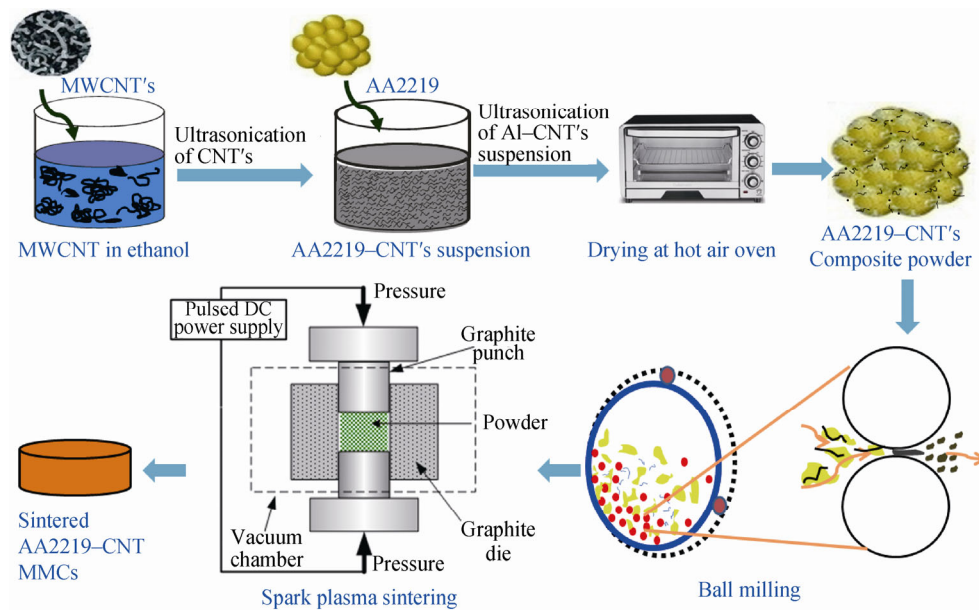 MWCNT's
Ultrasonication
of CNT's
MWCNT in ethanol
AA2219
Ultrasonication
of Al–CNT's
suspension
AA2219–CNT's suspension
Drying at hot air oven
AA2219–CNT's
Composite powder
Pulsed DC
power supply
Pressure
Graphite
punch
Powder
Graphite
die
Vacuum
chamber
Pressure
Spark plasma sintering
Ball milling
Sintered
AA2219–CNT
MMCs